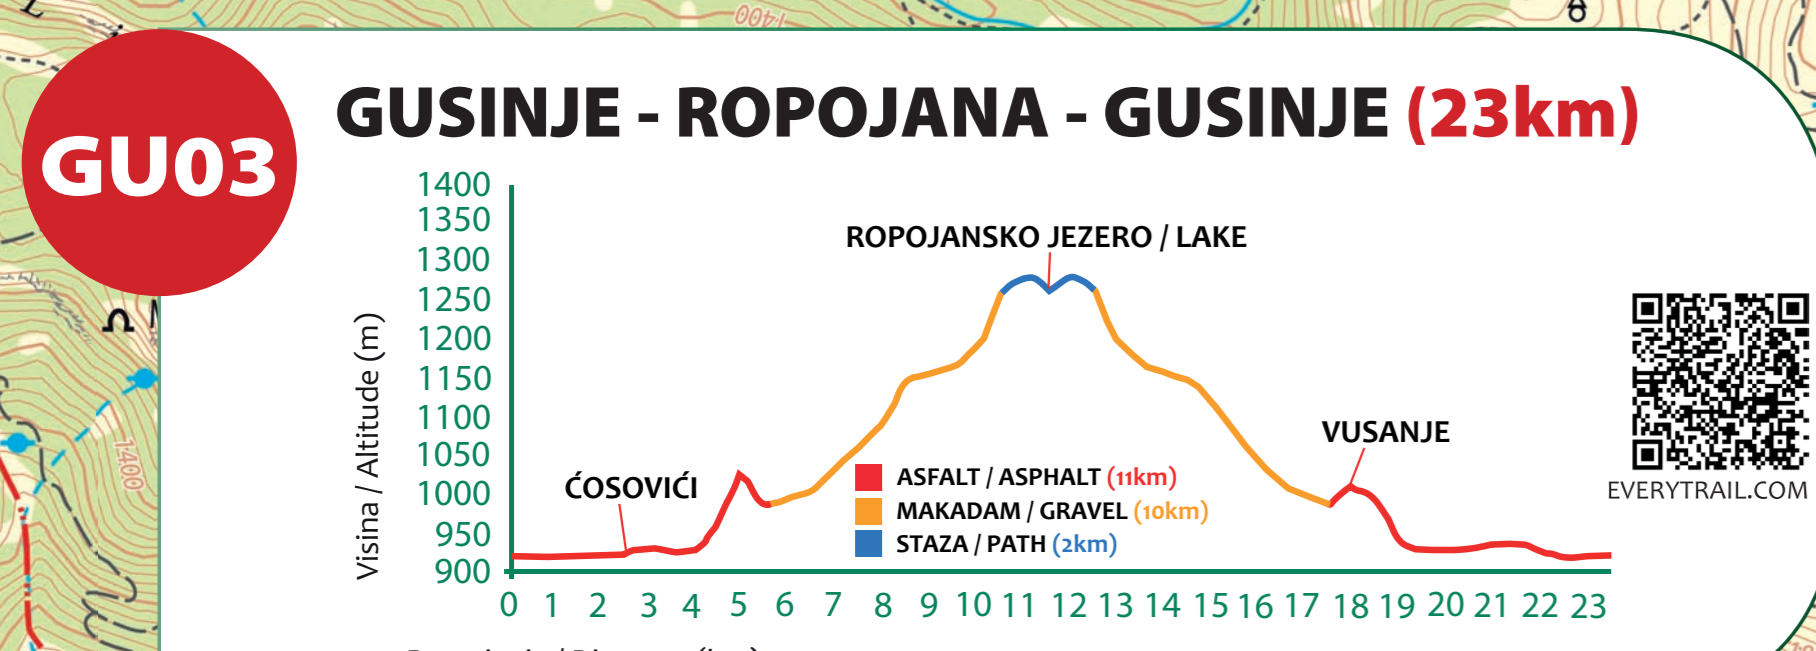 1400
GU03
GUSINJE - ROPOJANA - GUSINJE (23km)
1400
1350
1300
1250
1200
1150
1100
1050
1000
950
900
Visina / Altitude (m)
ROPOJANSKO JEZERO / LAKE
ĆOSOVIĆI
VUSANJE
ASFALT / ASPHALT (11km)
MAKADAM / GRAVEL (10km)
STAZA / PATH (2km)
EVERYTRAIL.COM
0 1 2 3 4 5 6 7 8 9 10 11 12 13 14 15 16 17 18 19 20 21 22 23
1400